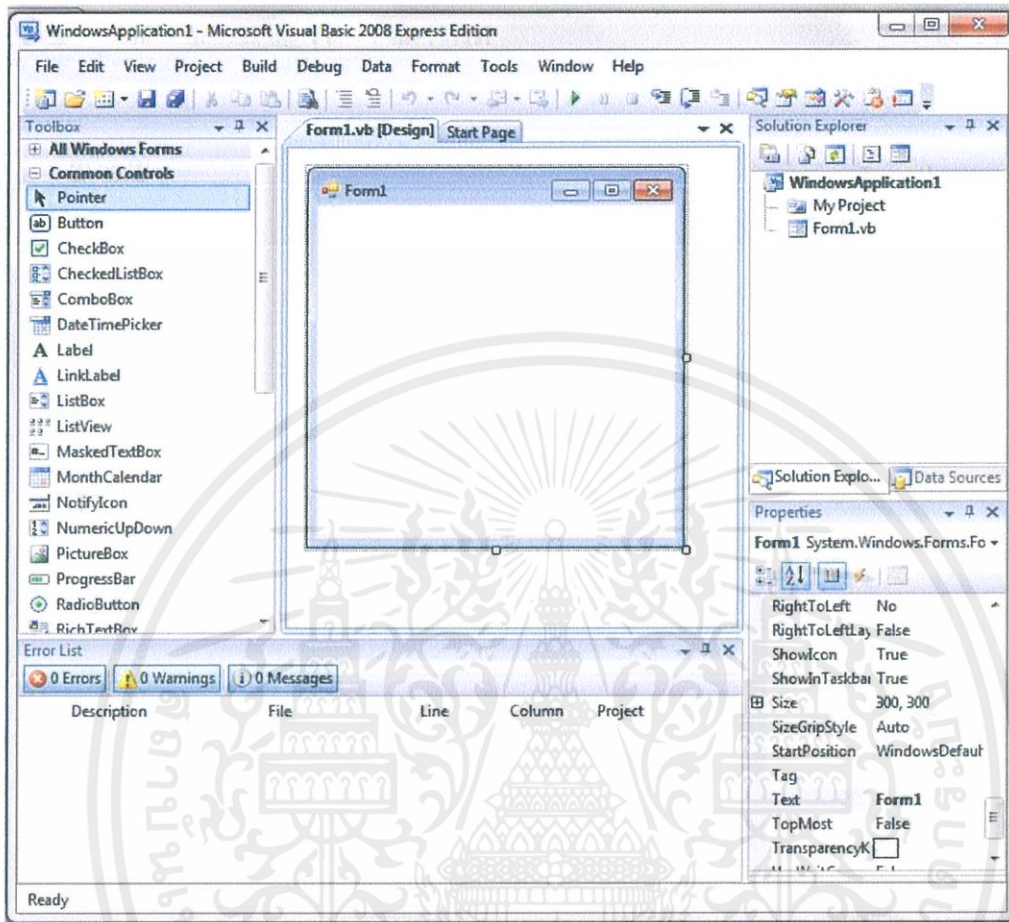 WindowsApplication1 - Microsoft Visual Basic 2008 Express Edition
File Edit View Project Build Debug Data Format Tools Window Help
Toolbox
All Windows Forms
Common Controls
Pointer
Button
CheckBox
CheckedListBox
ComboBox
DateTimePicker
A Label
A LinkLabel
ListBox
ListView
MaskedTextBox
MonthCalendar
NotifyIcon
NumericUpDown
PictureBox
ProgressBar
RadioButton
RichTextBox
Form1.vb [Design] Start Page
Form1
Solution Explorer
WindowsApplication1
My Project
Form1.vb
Solution Explo... Data Sources
Properties
Form1 System.Windows.Forms.Fo
RightToLeft No
RightToLeftLay False
ShowIcon True
ShowInTaskbar True
Size 300, 300
SizeGripStyle Auto
StartPosition WindowsDefault
Tag
Text Form1
TopMost False
TransparencyK
Error List
0 Errors 0 Warnings 0 Messages
Description File Line Column Project
Ready